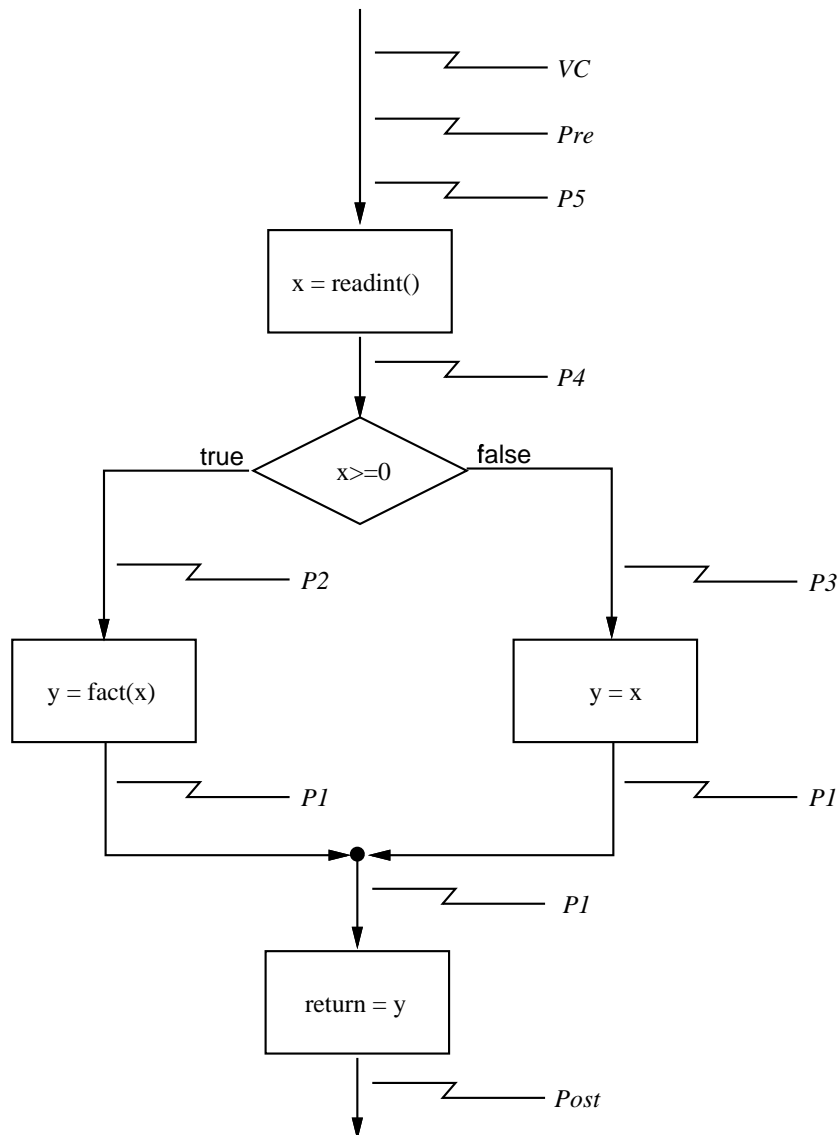 VC
Pre
P5
x = readint()
P4
true
x>=0
false
P2
P3
y = fact(x)
y = x
P1
P1
P1
return = y
Post